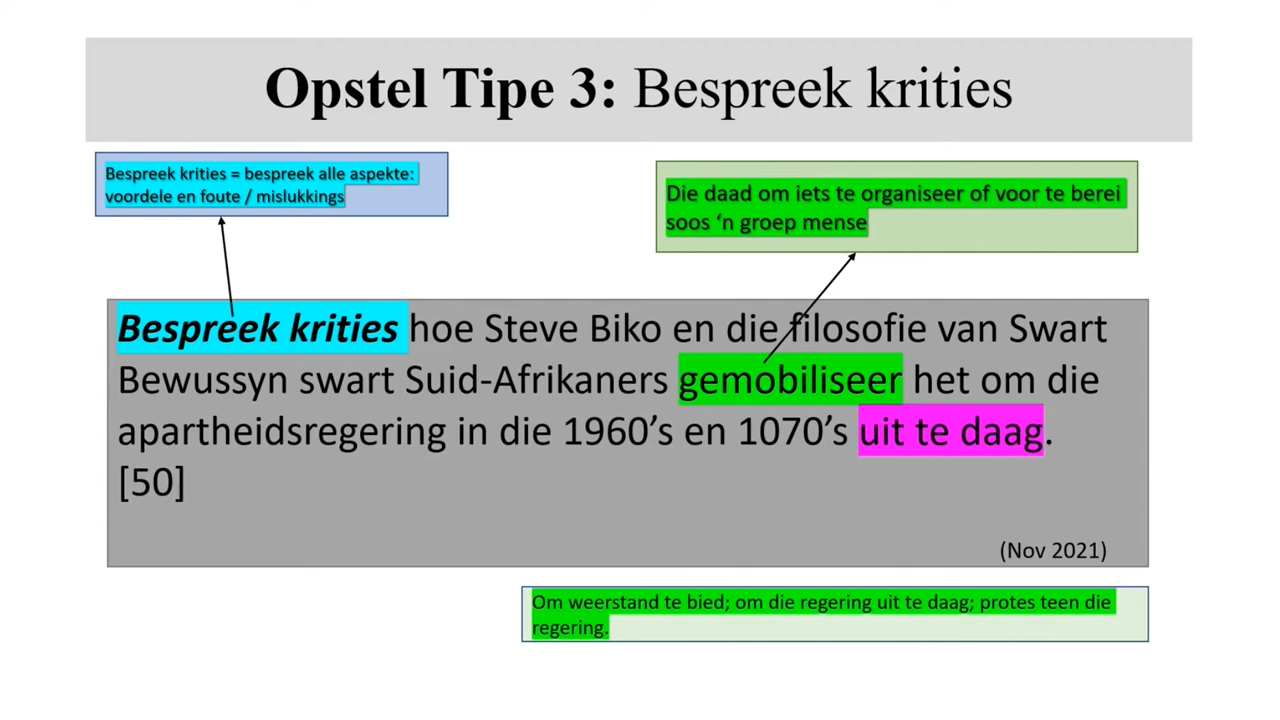 Opstel Tipe 3: Bespreek krities
Bespreek krities = bespreek alle aspekte:
voordele en foute / mislukkings
Die daad om iets te organiseer of voor te berei
soos ‘n groep mense
Bespreek krities hoe Steve Biko en die filosofie van Swart
Bewussyn swart Suid-Afrikaners gemobiliseer het om die
apartheidsregering in die 1960’s en 1070’s uit te daag.
[50]
(Nov 2021)
Om weerstand te bied; om die regering uit te daag; protes teen die
regering.